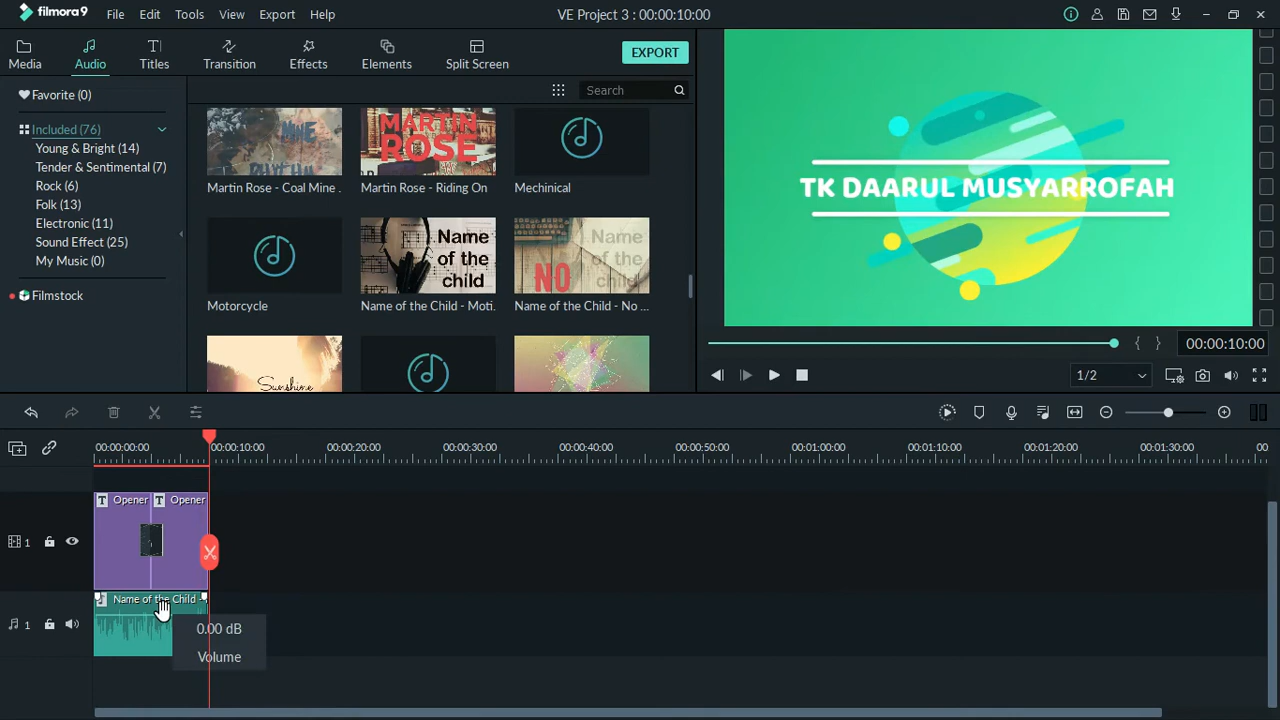 filmora9
File Edit Tools View Export Help
VE Project 3 : 00:00:10:00
Media Audio Titles Transition Effects Elements Split Screen
EXPORT
Favorite (0)
Included (76)
Young & Bright (14)
Tender & Sentimental (7)
Rock (6)
Folk (13)
Electronic (11)
Sound Effect (25)
My Music (0)
Filmstock
Search
MINE
RHYTHM
MARTIN
ROSE
Martin Rose - Coal Mine .
Martin Rose - Riding On
Mechinical
Name
of the
child
Name
of the
child
NO
Motorcycle
Name of the Child - Moti.
Name of the Child - No ...
Sunshine
TK DAARUL MUSYARROFAH
00:00:10:00
1/2
00:00:00:00 00:00:10:00 00:00:20:00 00:00:30:00 00:00:40:00 00:00:50:00 00:01:00:00 00:01:10:00 00:01:20:00 00:01:30:00 00
T Opener T Opener
1
Name of the Child -
1
0.00 dB
Volume